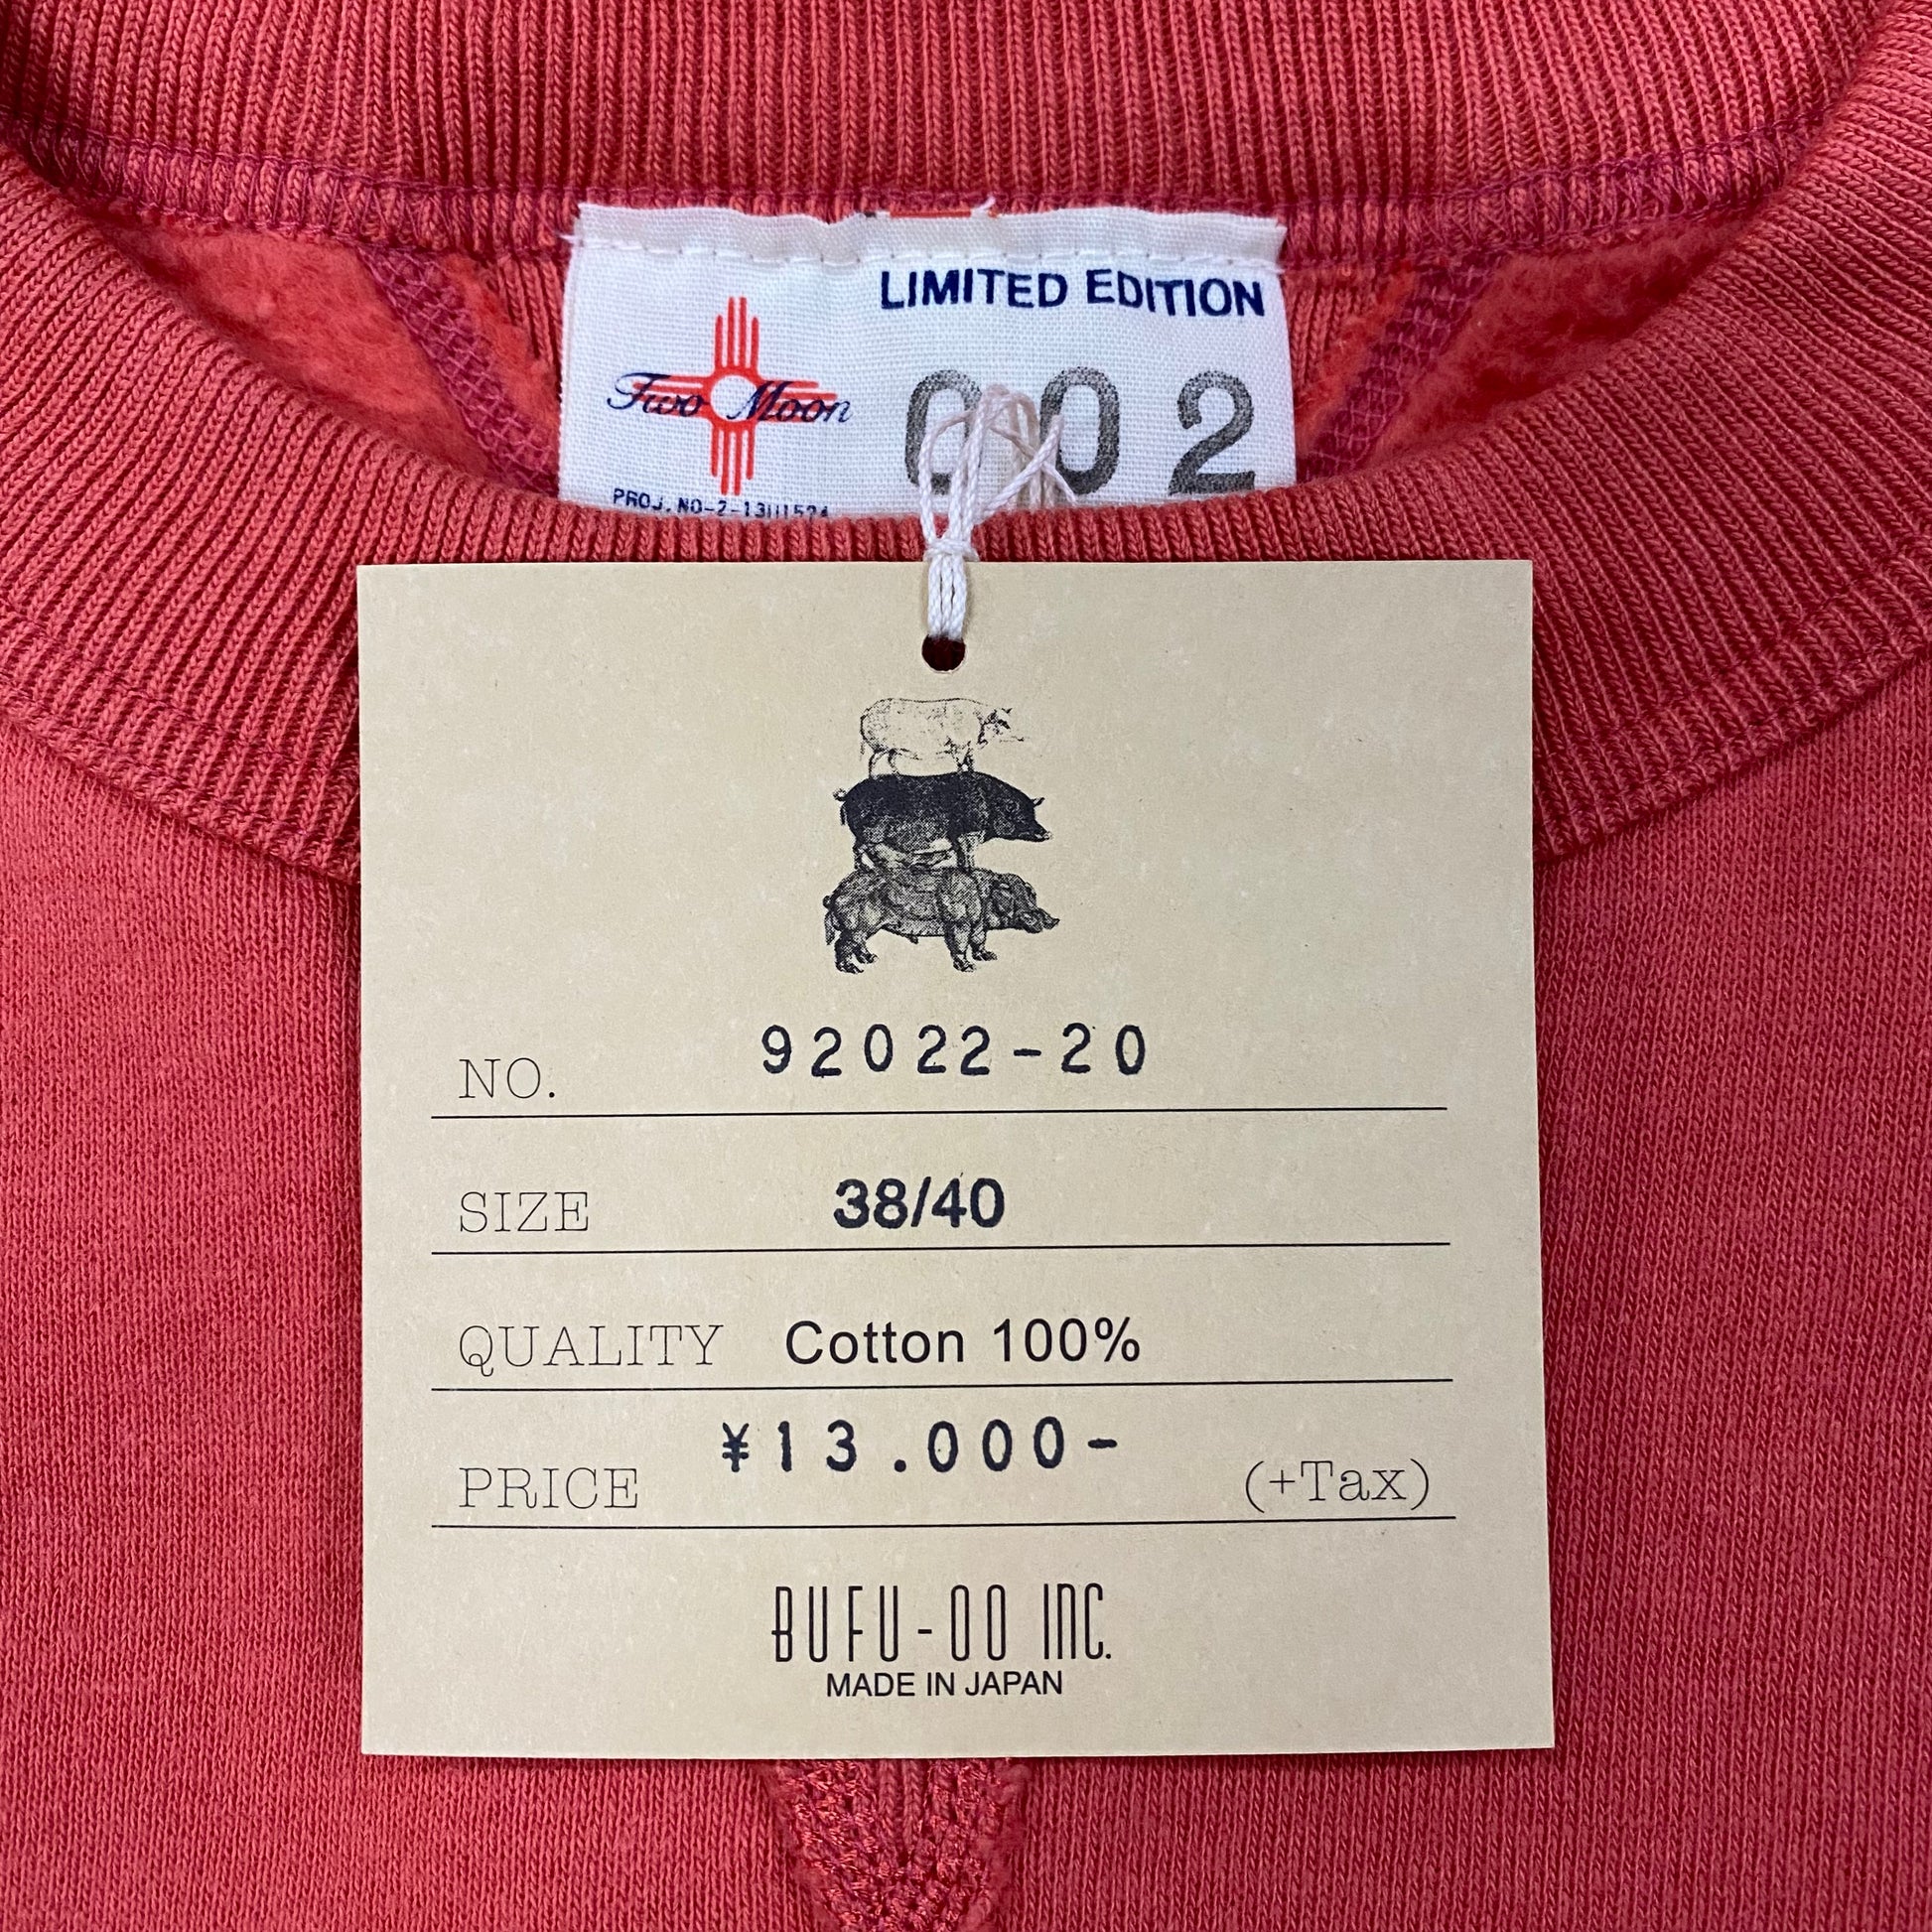 LIMITED EDITION
Two Moon
002
PROJ. NO-2-13
NO. 92022-20
SIZE 38/40
QUALITY Cotton 100%
PRICE ¥13.000- (+Tax)
BUFU-OO INC.
MADE IN JAPAN